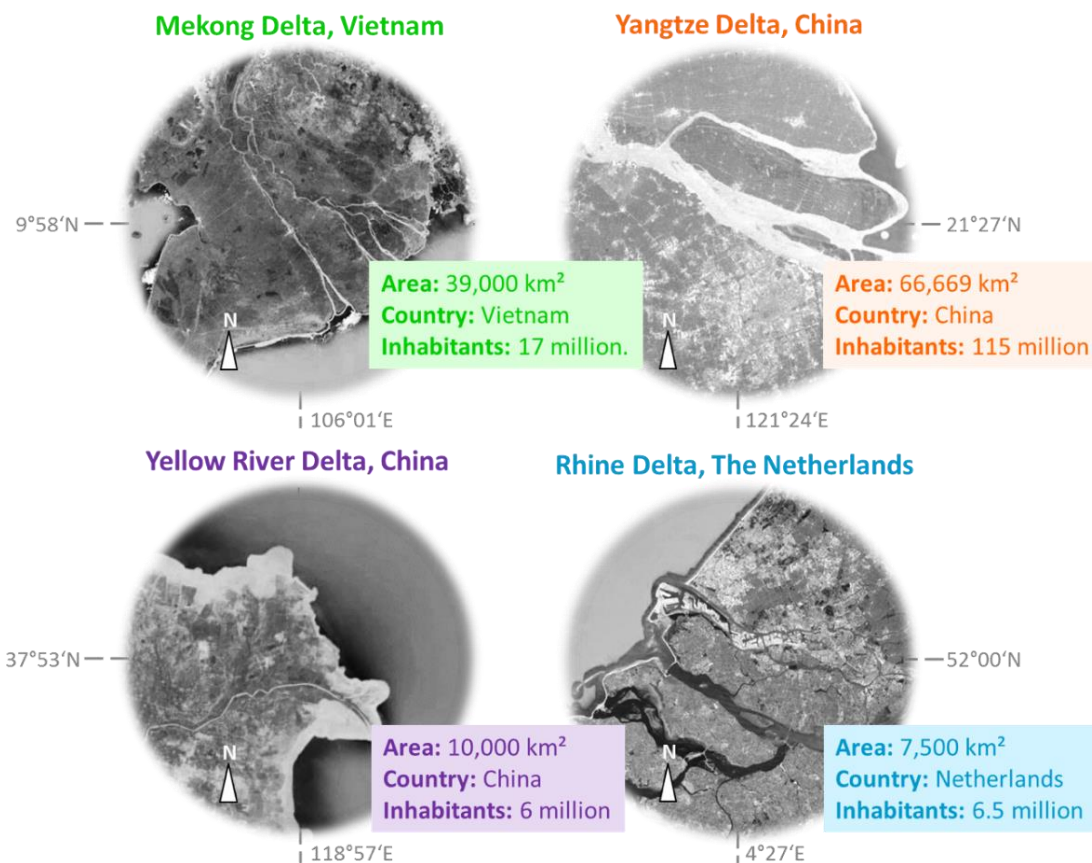 Mekong Delta, Vietnam
Yangtze Delta, China
9°58‘N
21°27‘N
Area: 39,000 km²
Country: Vietnam
Inhabitants: 17 million.
Area: 66,669 km²
Country: China
Inhabitants: 115 million
N
N
106°01‘E
121°24‘E
Yellow River Delta, China
Rhine Delta, The Netherlands
37°53‘N
52°00‘N
Area: 10,000 km²
Country: China
Inhabitants: 6 million
Area: 7,500 km²
Country: Netherlands
Inhabitants: 6.5 million
N
N
118°57‘E
4°27‘E